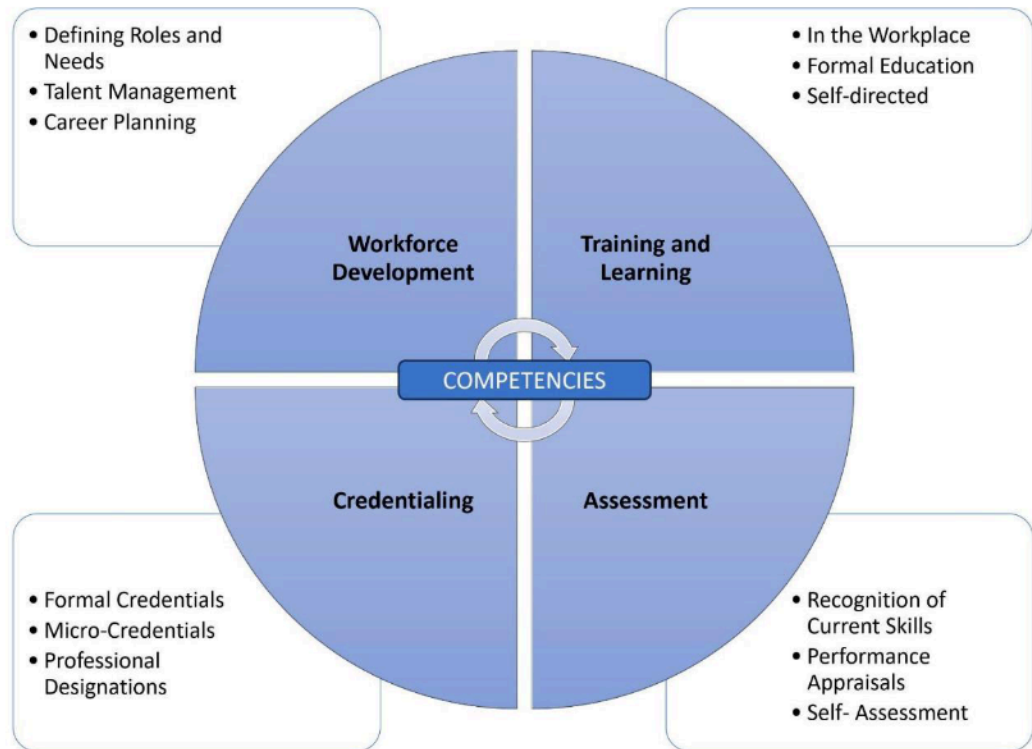 • Defining Roles and
Needs
• Talent Management
• Career Planning
• In the Workplace
• Formal Education
• Self-directed
Workforce
Development
Training and
Learning
COMPETENCIES
Credentialing
Assessment
• Formal Credentials
• Micro-Credentials
• Professional
Designations
• Recognition of
Current Skills
• Performance
Appraisals
• Self- Assessment